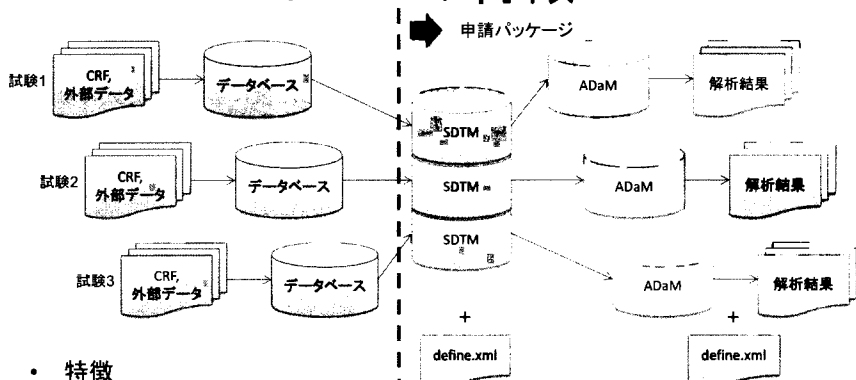 申請パッケージ
試験1
CRF,
外部データ
データベース
SDTM
ADaM
解析結果
試験2
CRF,
外部データ
データベース
SDTM
ADaM
解析結果
試験3
CRF,
外部データ
データベース
SDTM
ADaM
解析結果
+
+
define.xml
define.xml
• 特徴